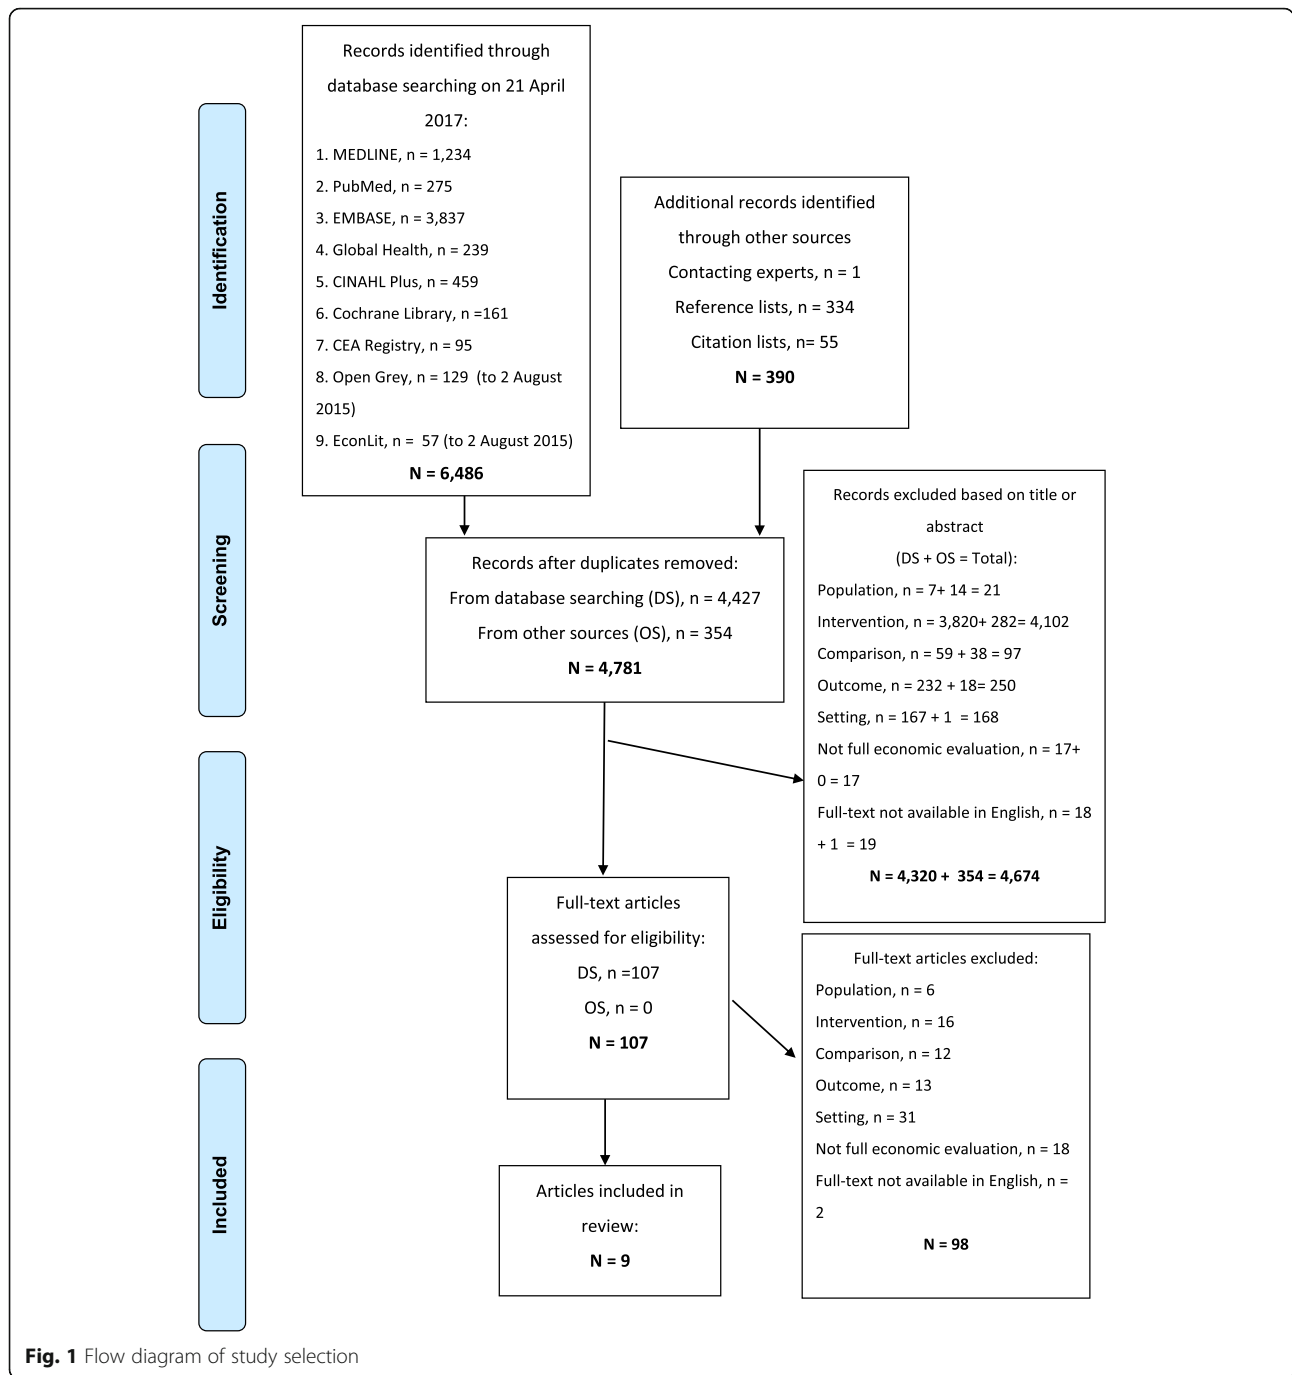 Identification
Records identified through
database searching on 21 April
2017:
1. MEDLINE, n = 1,234
2. PubMed, n = 275
3. EMBASE, n = 3,837
4. Global Health, n = 239
5. CINAHL Plus, n = 459
6. Cochrane Library, n =161
7. CEA Registry, n = 95
8. Open Grey, n = 129  (to 2 August
2015)
9. EconLit, n =  57 (to 2 August 2015)
N = 6,486
Additional records identified
through other sources
Contacting experts, n = 1
Reference lists, n = 334
Citation lists, n= 55
N = 390
Screening
Records after duplicates removed:
From database searching (DS), n = 4,427
From other sources (OS), n = 354
N = 4,781
Records excluded based on title or
abstract
(DS + OS = Total):
Population, n = 7+ 14 = 21
Intervention, n = 3,820+ 282= 4,102
Comparison, n = 59 + 38 = 97
Outcome, n = 232 + 18= 250
Setting, n = 167 + 1  = 168
Not full economic evaluation, n = 17+
0 = 17
Full-text not available in English, n = 18
+ 1  = 19
N = 4,320 +  354 = 4,674
Eligibility
Full-text articles
assessed for eligibility:
DS, n =107
OS, n = 0
N = 107
Full-text articles excluded:
Population, n = 6
Intervention, n = 16
Comparison, n = 12
Outcome, n = 13
Setting, n = 31
Not full economic evaluation, n = 18
Full-text not available in English, n =
2
N = 98
Included
Articles included in
review:
N = 9
Fig. 1 Flow diagram of study selection